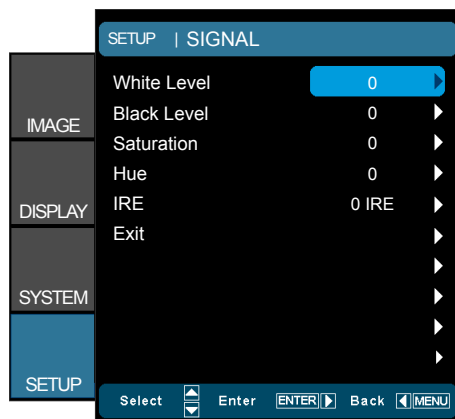 SETUP | SIGNAL
White Level 0
Black Level 0
Saturation 0
Hue 0
IRE 0 IRE
Exit
IMAGE
DISPLAY
SYSTEM
SETUP
Select Enter ENTER Back MENU